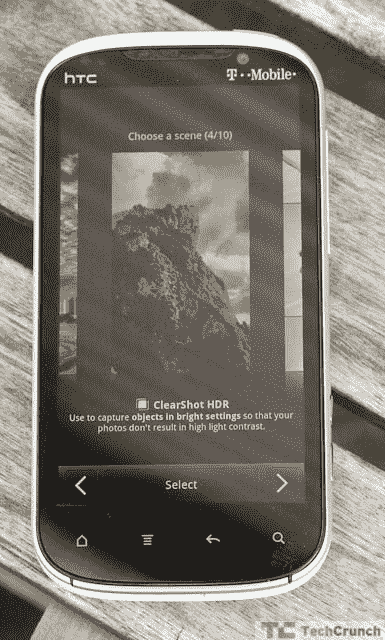 hTC
T··Mobile·
Choose a scene (4/10)
ClearShot HDR
Use to capture objects in bright settings so that your
photos don't result in high light contrast.
Select
TC TechCrunch